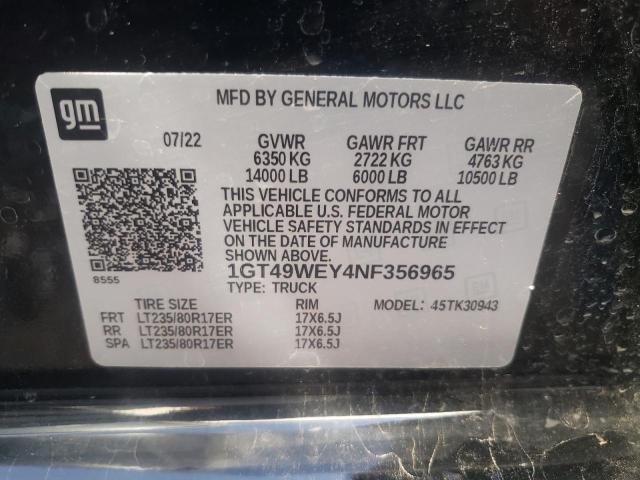 gm
MFD BY GENERAL MOTORS LLC
07/22 GVWR GAWR FRT GAWR RR
6350 KG 2722 KG 4763 KG
14000 LB 6000 LB 10500 LB
THIS VEHICLE CONFORMS TO ALL
APPLICABLE U.S. FEDERAL MOTOR
VEHICLE SAFETY STANDARDS IN EFFECT
ON THE DATE OF MANUFACTURE
SHOWN ABOVE.
8555
1GT49WEY4NF356965
TYPE: TRUCK
TIRE SIZE RIM MODEL: 45TK30943
FRT LT235/80R17ER 17X6.5J
RR LT235/80R17ER 17X6.5J
SPA LT235/80R17ER 17X6.5J